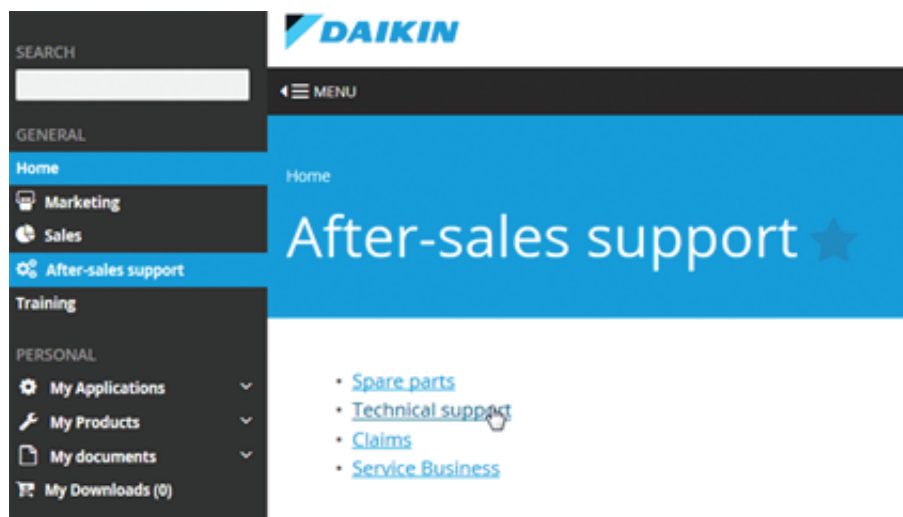 SEARCH
GENERAL
Home
Marketing
Sales
After-sales support
Training
PERSONAL
My Applications
My Products
My documents
My Downloads (0)
DAIKIN
MENU
Home
After-sales support
Spare parts
Technical support
Claims
Service Business